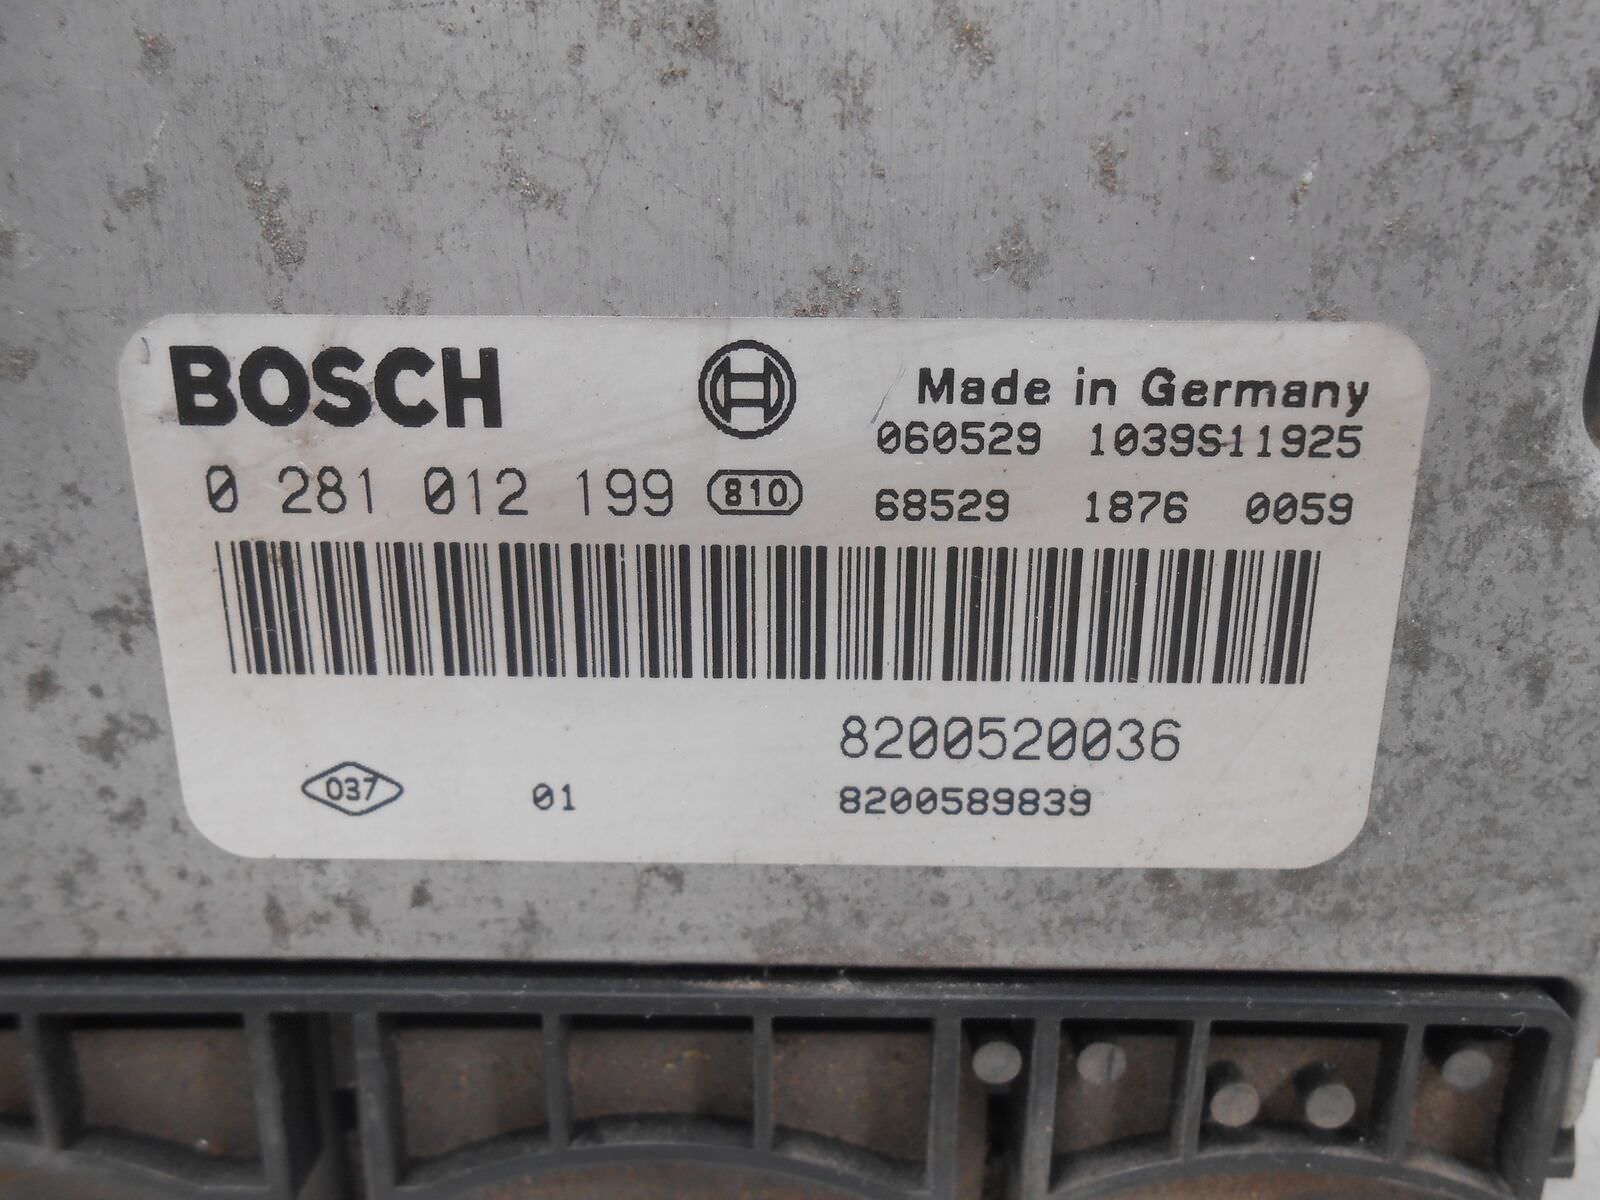 BOSCH
Made in Germany
060529 1039S11925
0 281 012 199 810
68529 1876 0059
8200520036
037 01 8200589839